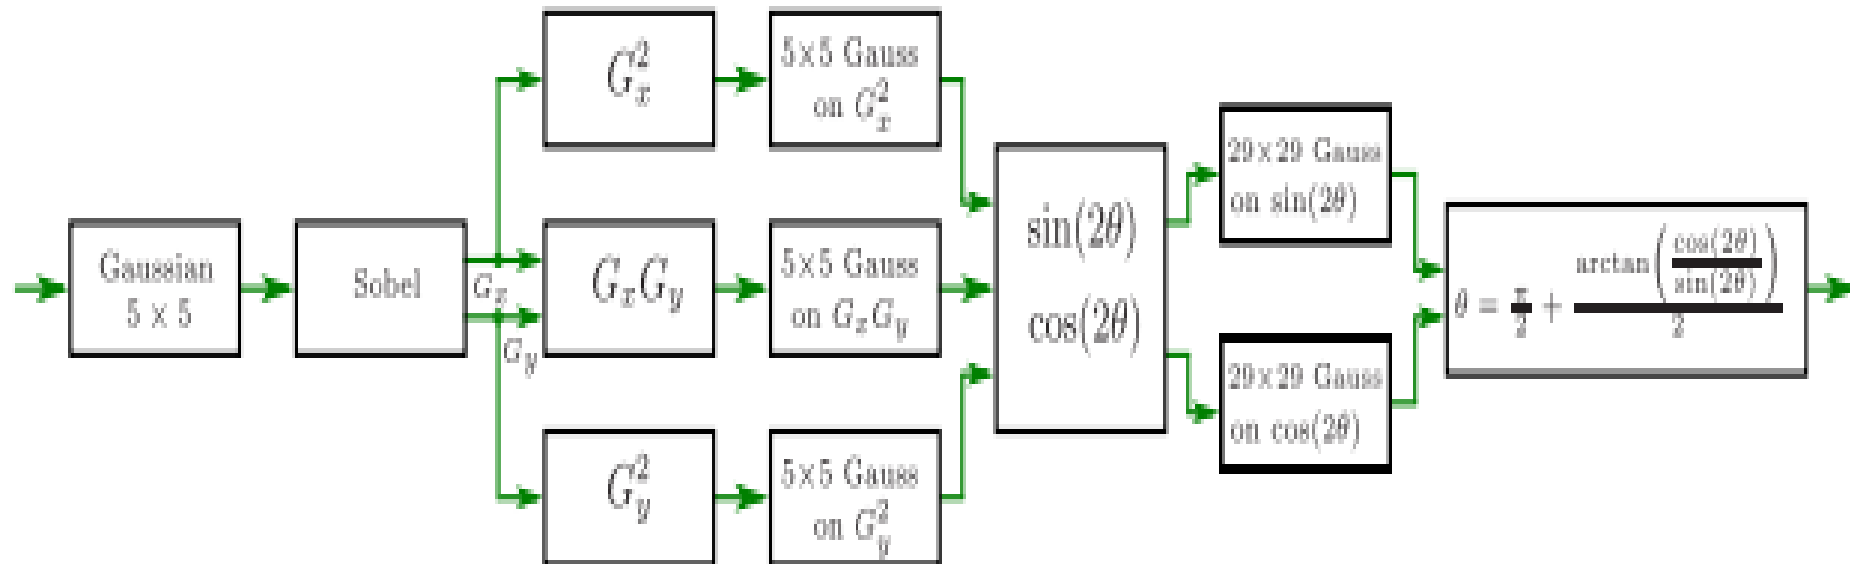 Gaussian
5 × 5
Sobel
G_x
G_y
G_x^2
5×5 Gauss
on G_x^2
G_xG_y
5×5 Gauss
on G_xG_y
G_y^2
5×5 Gauss
on G_y^2
sin(2θ)
cos(2θ)
29×29 Gauss
on sin(2θ)
29×29 Gauss
on cos(2θ)
θ = π/2 + arctan(cos(2θ)/sin(2θ))/2